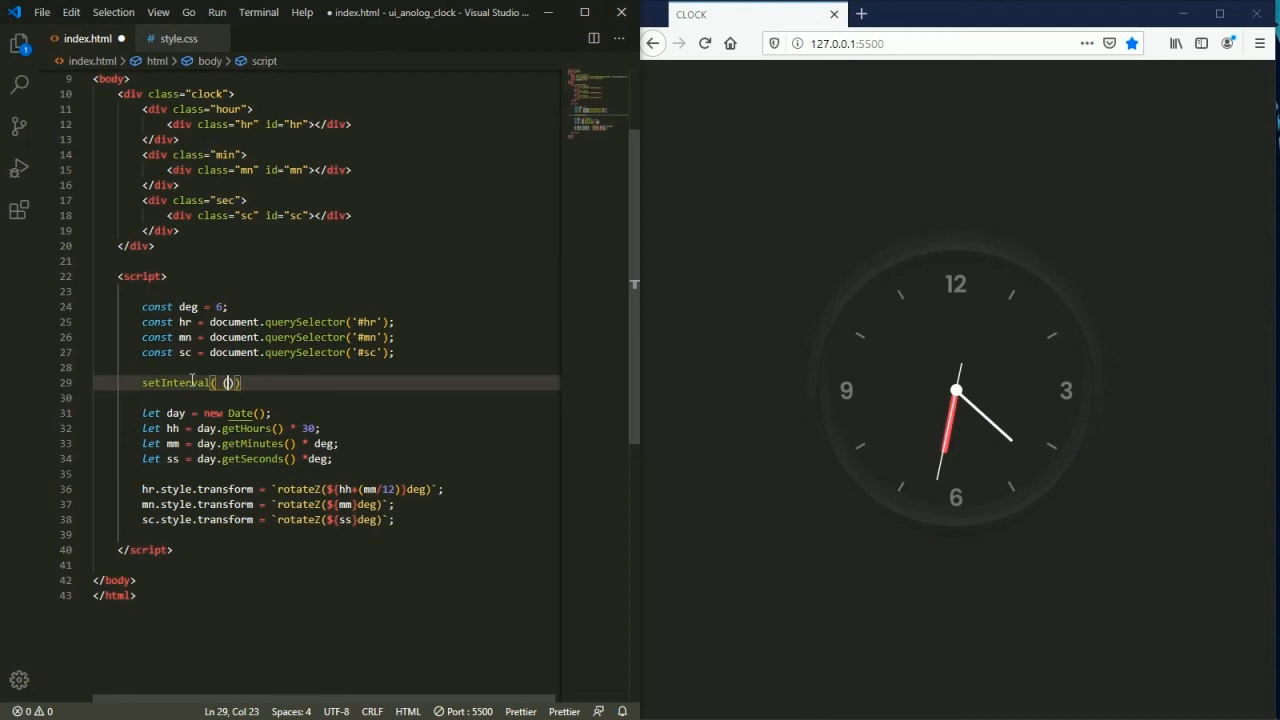 File Edit Selection View Go Run Terminal Help ● index.html - ui_anolog_clock - Visual Studio ...
index.html ● style.css
index.html > html > body > script
9 <body>
10 <div class="clock">
11 <div class="hour">
12 <div class="hr" id="hr"></div>
13 </div>
14 <div class="min">
15 <div class="mn" id="mn"></div>
16 </div>
17 <div class="sec">
18 <div class="sc" id="sc"></div>
19 </div>
20 </div>
21
22 <script>
23
24 const deg = 6;
25 const hr = document.querySelector('#hr');
26 const mn = document.querySelector('#mn');
27 const sc = document.querySelector('#sc');
28
29 setInterval( ())
30
31 let day = new Date();
32 let hh = day.getHours() * 30;
33 let mm = day.getMinutes() * deg;
34 let ss = day.getSeconds() *deg;
35
36 hr.style.transform = `rotateZ(${hh+(mm/12)}deg)`;
37 mn.style.transform = `rotateZ(${mm}deg)`;
38 sc.style.transform = `rotateZ(${ss}deg)`;
39
40 </script>
41
42 </body>
43 </html>
1
0 0 Ln 29, Col 23 Spaces: 4 UTF-8 CRLF HTML Port : 5500 Prettier Prettier
CLOCK
127.0.0.1:5500
12
9 3
6